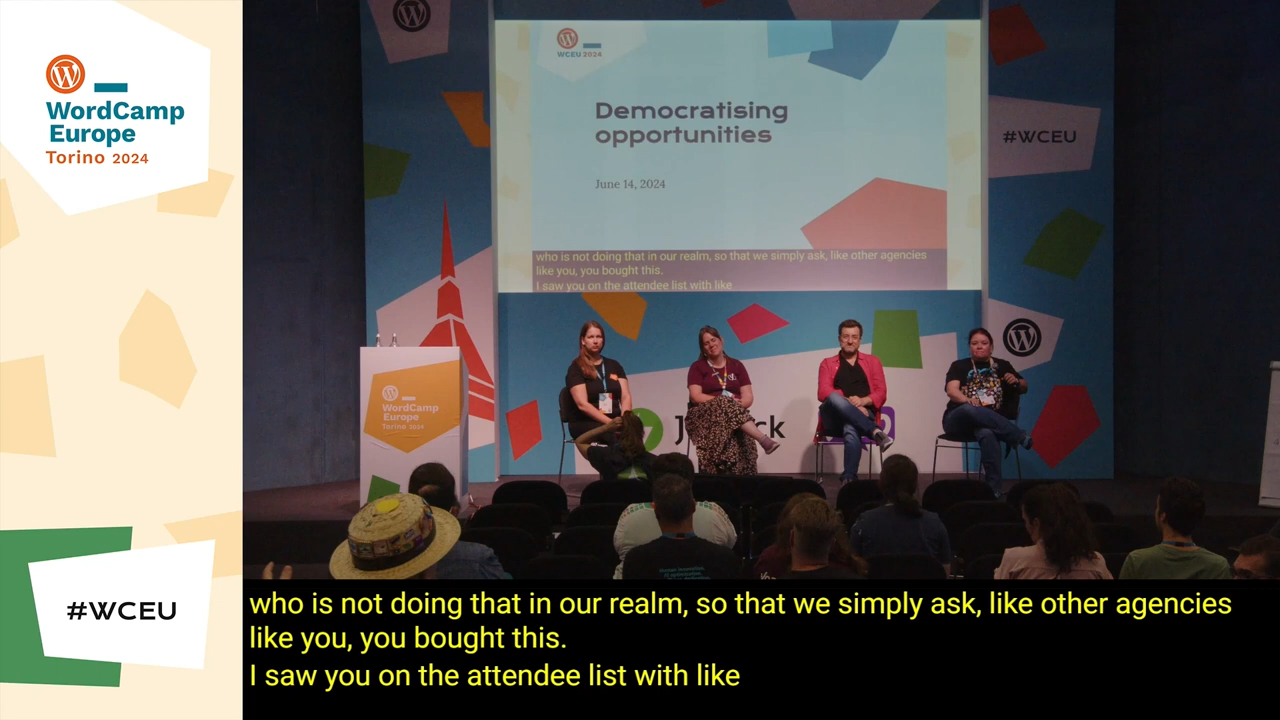 WordCamp
Europe
Torino 2024
#WCEU
WCEU 2024
Democratising
opportunities
June 14, 2024
who is not doing that in our realm, so that we simply ask, like other agencies
like you, you bought this.
I saw you on the attendee list with like
#WCEU
WordCamp
Europe
Torino 2024
who is not doing that in our realm, so that we simply ask, like other agencies
like you, you bought this.
I saw you on the attendee list with like